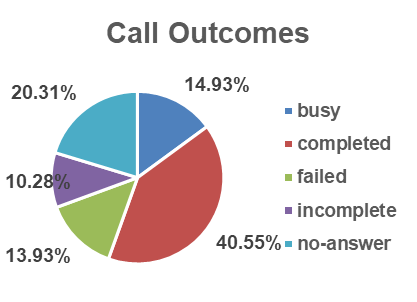 Call Outcomes
20.31%
14.93%
10.28%
13.93%
40.55%
busy
completed
failed
incomplete
no-answer